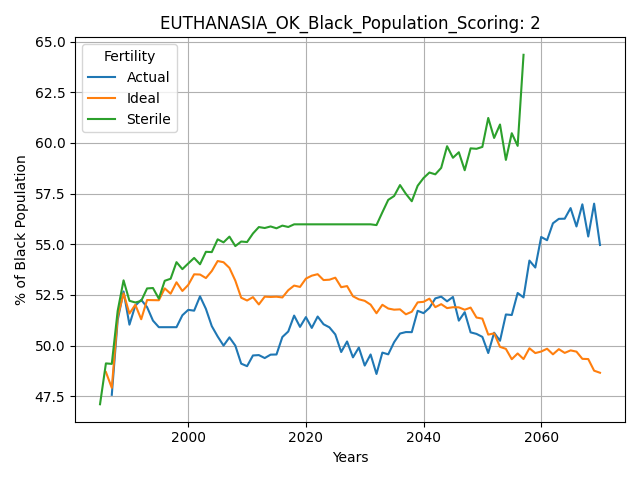 EUTHANASIA_OK_Black_Population_Scoring: 2
65.0
62.5
60.0
57.5
55.0
52.5
50.0
47.5
% of Black Population
Fertility
Actual
Ideal
Sterile
2000
2020
2040
2060
Years